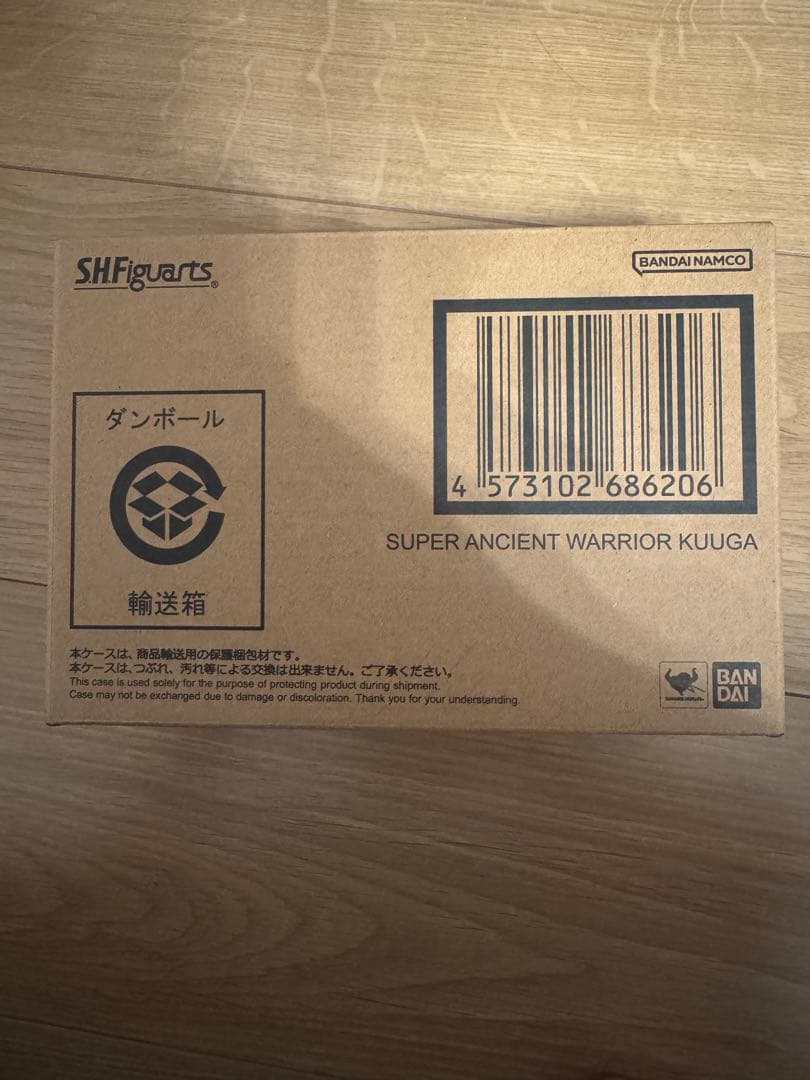 S.H.Figuarts®
BANDAI NAMCO
4 573102 686206
SUPER ANCIENT WARRIOR KUUGA
ダンボール
輸送箱
本ケースは、商品輸送用の保護梱包材です。
本ケースは、つぶれ、汚れ等による交換は出来ません。ご了承ください。
This case is used solely for the purpose of protecting product during shipment.
Case may not be exchanged due to damage or discoloration. Thank you for your understanding.
BAN
DAI